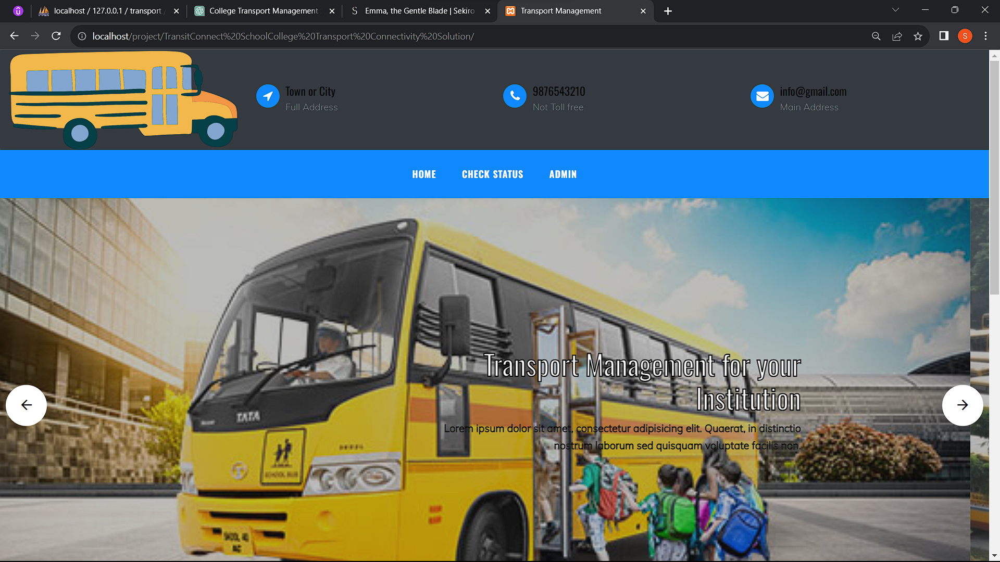 localhost / 127.0.0.1 / transport /
College Transport Management
Emma, the Gentle Blade | Sekiro
Transport Management
localhost/project/TransitConnect%20SchoolCollege%20Transport%20Connectivity%20Solution/
S
Town or City
Full Address
9876543210
Not Toll free
info@gmail.com
Main Address
HOME
CHECK STATUS
ADMIN
Transport Management for your
Institution
Lorem ipsum dolor sit amet, consectetur adipisicing elit. Quaerat, in distinctio
nostrum laborum sed quisquam voluptate facilis non.
TATA
SCHOOL BUS